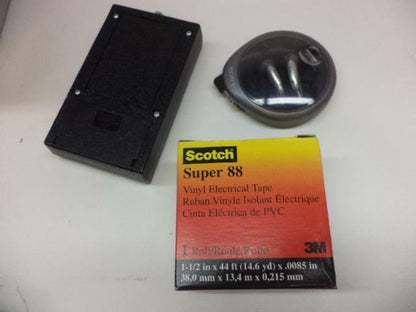 Scotch
Super 88
Vinyl Electrical Tape
Ruban Vinyle Isolant Électrique
Cinta Eléctrica de PVC
1 Roll/Roulé/Rollo
3M
1-1/2 in x 44 ft (14.6 yd) x .0085 in
38,0 mm x 13,4 m x 0,215 mm